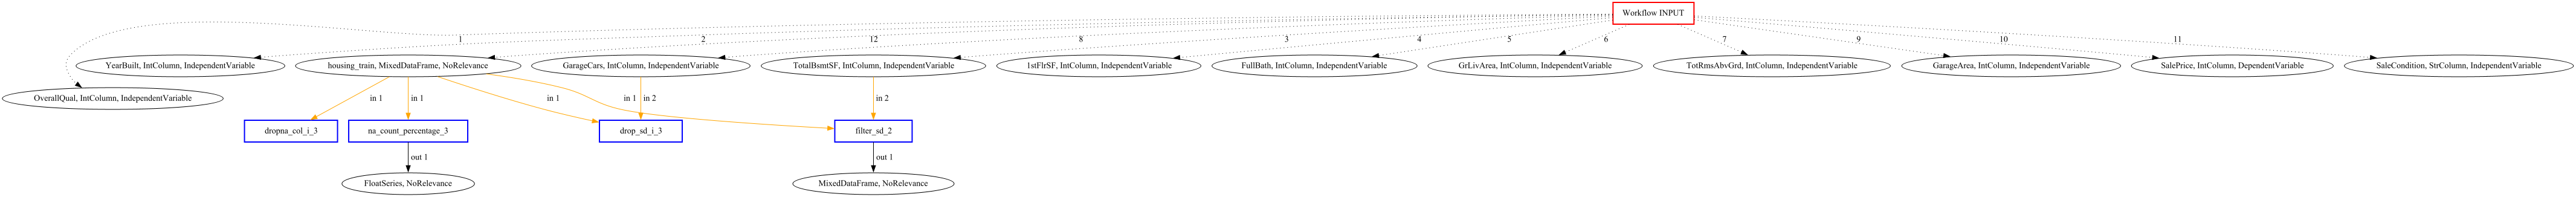 Workflow INPUT
1
2
12
8
3
4
5
6
7
9
10
11
YearBuilt, IntColumn, IndependentVariable
housing_train, MixedDataFrame, NoRelevance
GarageCars, IntColumn, IndependentVariable
TotalBsmtSF, IntColumn, IndependentVariable
1stFlrSF, IntColumn, IndependentVariable
FullBath, IntColumn, IndependentVariable
GrLivArea, IntColumn, IndependentVariable
TotRmsAbvGrd, IntColumn, IndependentVariable
GarageArea, IntColumn, IndependentVariable
SalePrice, IntColumn, DependentVariable
SaleCondition, StrColumn, IndependentVariable
OverallQual, IntColumn, IndependentVariable
in 1
in 1
in 1
in 1
in 2
in 2
dropna_col_i_3
na_count_percentage_3
drop_sd_i_3
filter_sd_2
out 1
out 1
FloatSeries, NoRelevance
MixedDataFrame, NoRelevance